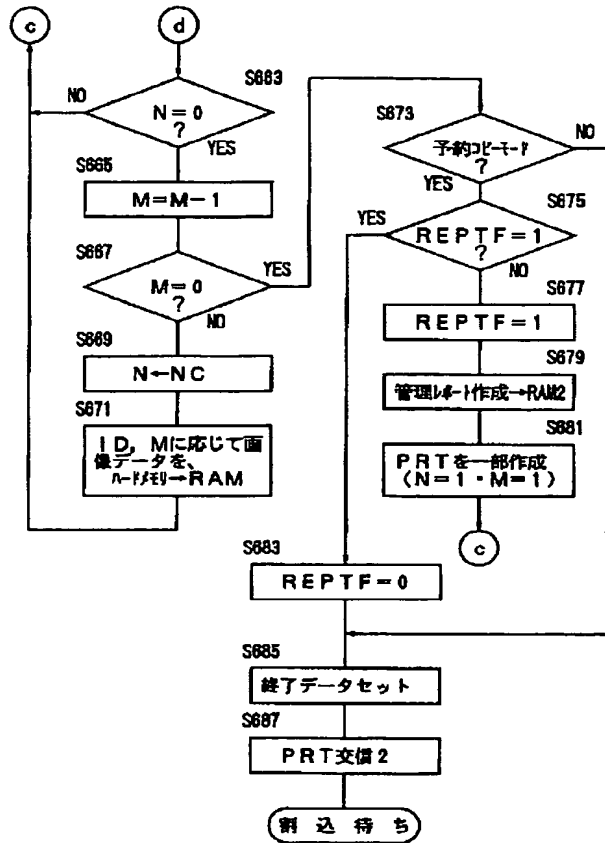 c
d
S663
N=0
?
NO
YES
S665
M=M-1
S667
M=0
?
YES
NO
S669
N←NC
S671
ID, Mに応じて画
像データを、
ハードメモリ→RAM
S673
予約コピーモード
?
NO
YES
S675
REPTF=1
?
YES
NO
S677
REPTF=1
S679
管理レポート作成→RAM2
S681
PRTを一部作成
(N=1・M=1)
c
S683
REPTF=0
S685
終了データセット
S687
PRT交信2
割込待ち